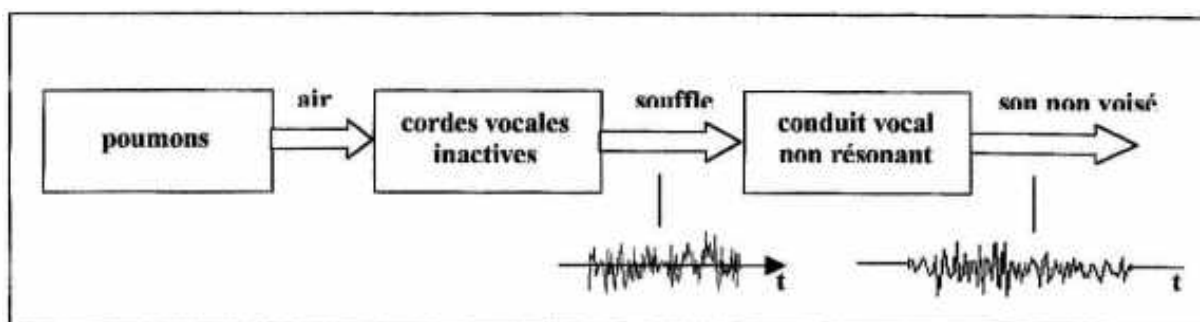 air
souffle
son non voisé
poumons
cordes vocales
inactives
conduit vocal
non résonant
t
t